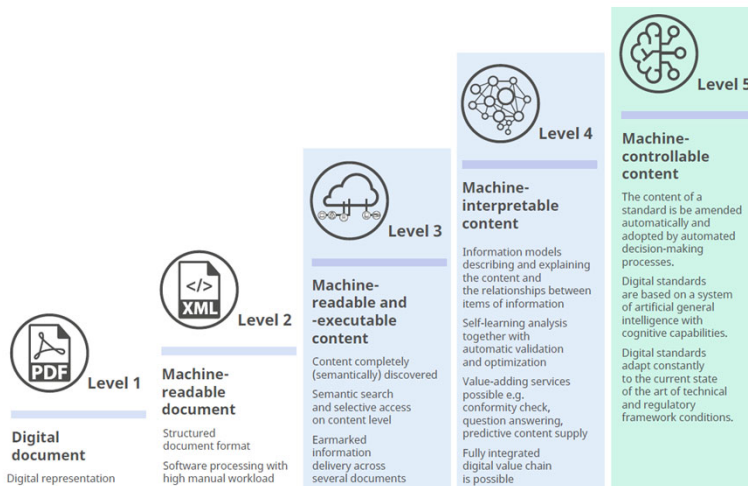 PDF
Level 1
Digital
document
Digital representation
</>
XML
Level 2
Machine-
readable
document
Structured
document format
Software processing with
high manual workload
Level 3
Machine-
readable and
-executable
content
Content completely
(semantically) discovered
Semantic search
and selective access
on content level
Earmarked
information
delivery across
several documents
Level 4
Machine-
interpretable
content
Information models
describing and explaining
the content and
the relationships between
items of information
Self-learning analysis
together with
automatic validation
and optimization
Value-adding services
possible e.g.
conformity check,
question answering,
predictive content supply
Fully integrated
digital value chain
is possible
Level 5
Machine-
controllable
content
The content of a
standard is be amended
automatically and
adopted by automated
decision-making
processes.
Digital standards
are based on a system
of artificial general
intelligence with
cognitive capabilities.
Digital standards
adapt constantly
to the current state
of the art of technical
and regulatory
framework conditions.